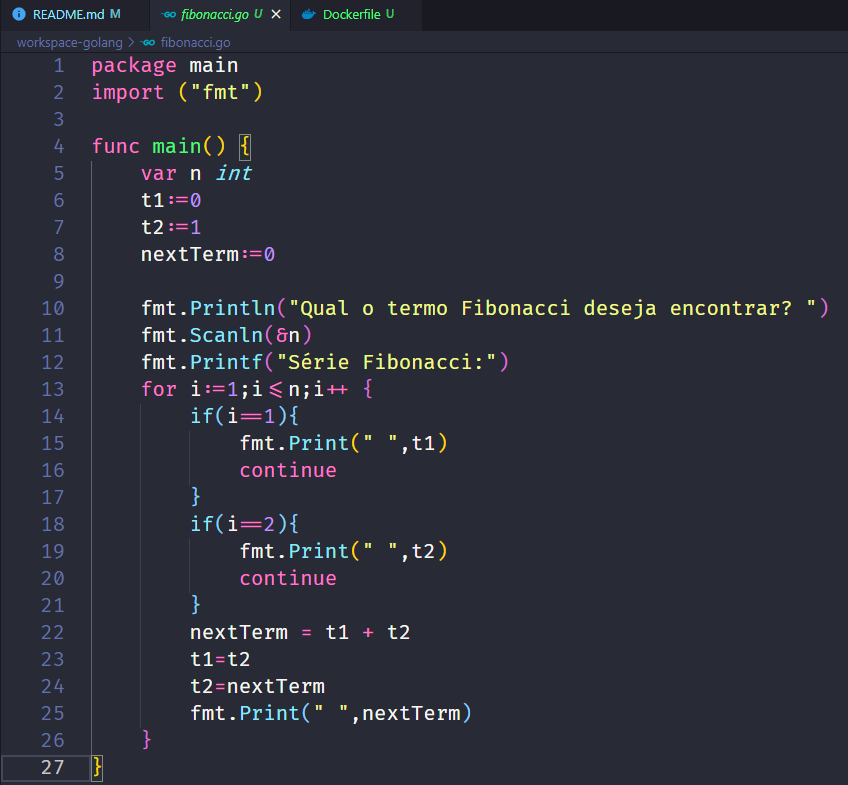 README.md M fibonacci.go U Dockerfile U
workspace-golang > fibonacci.go
1 package main
2 import ("fmt")
3
4 func main() {
5     var n int
6     t1:=0
7     t2:=1
8     nextTerm:=0
9
10     fmt.Println("Qual o termo Fibonacci deseja encontrar? ")
11     fmt.Scanln(&n)
12     fmt.Printf("Série Fibonacci:")
13     for i:=1;i<=n;i++ {
14         if(i==1){
15             fmt.Print(" ",t1)
16             continue
17         }
18         if(i==2){
19             fmt.Print(" ",t2)
20             continue
21         }
22         nextTerm = t1 + t2
23         t1=t2
24         t2=nextTerm
25         fmt.Print(" ",nextTerm)
26     }
27 }